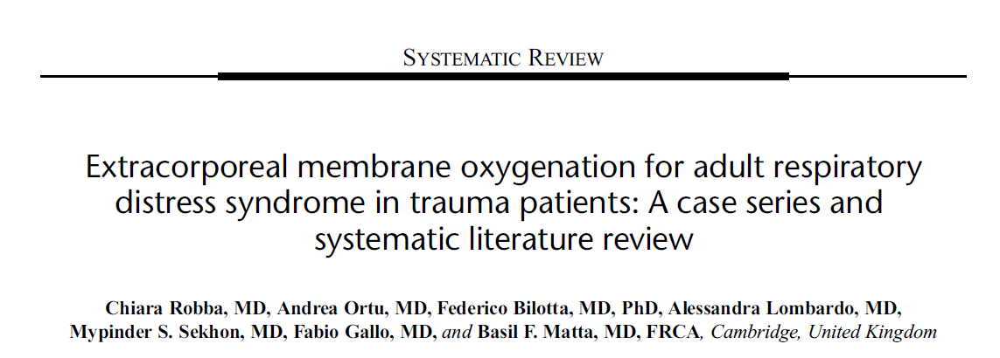 SYSTEMATIC REVIEW
Extracorporeal membrane oxygenation for adult respiratory
distress syndrome in trauma patients: A case series and
systematic literature review
Chiara Robba, MD, Andrea Ortu, MD, Federico Bilotta, MD, PhD, Alessandra Lombardo, MD,
Mypinder S. Sekhon, MD, Fabio Gallo, MD, and Basil F. Matta, MD, FRCA, Cambridge, United Kingdom